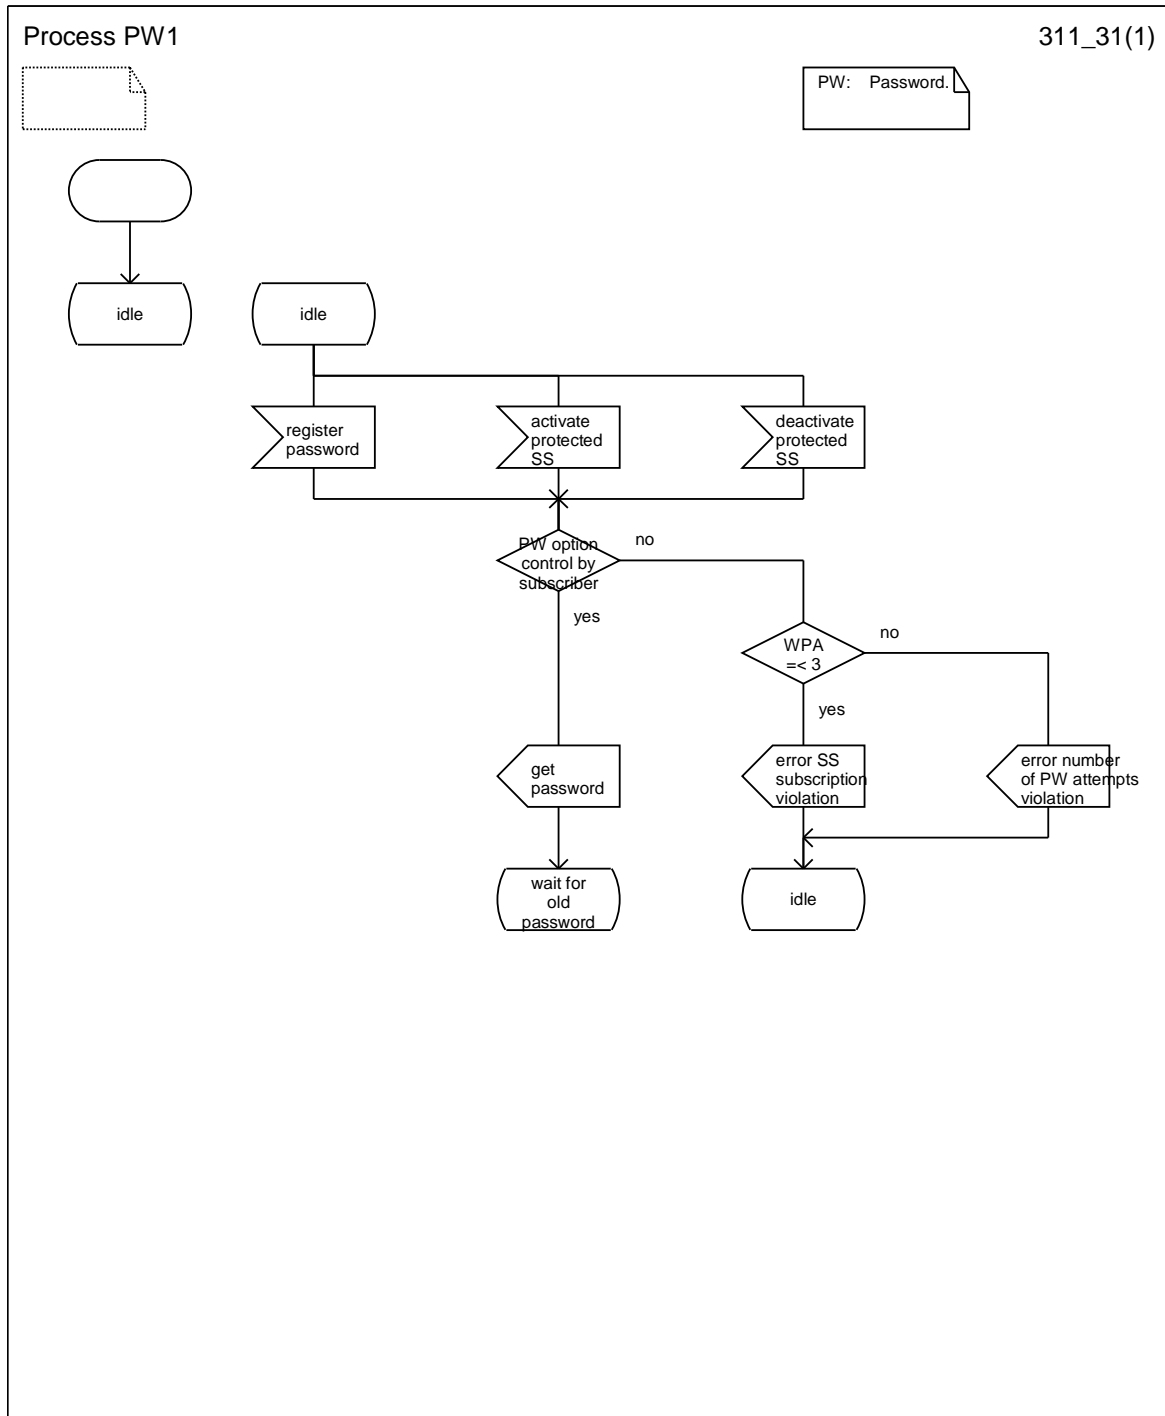 Process PW1
311_31(1)
PW: Password.
idle
idle
register
password
activate
protected
SS
deactivate
protected
SS
PW option
control by
subscriber
no
yes
WPA
=< 3
no
yes
get
password
error SS
subscription
violation
error number
of PW attempts
violation
wait for
old
password
idle